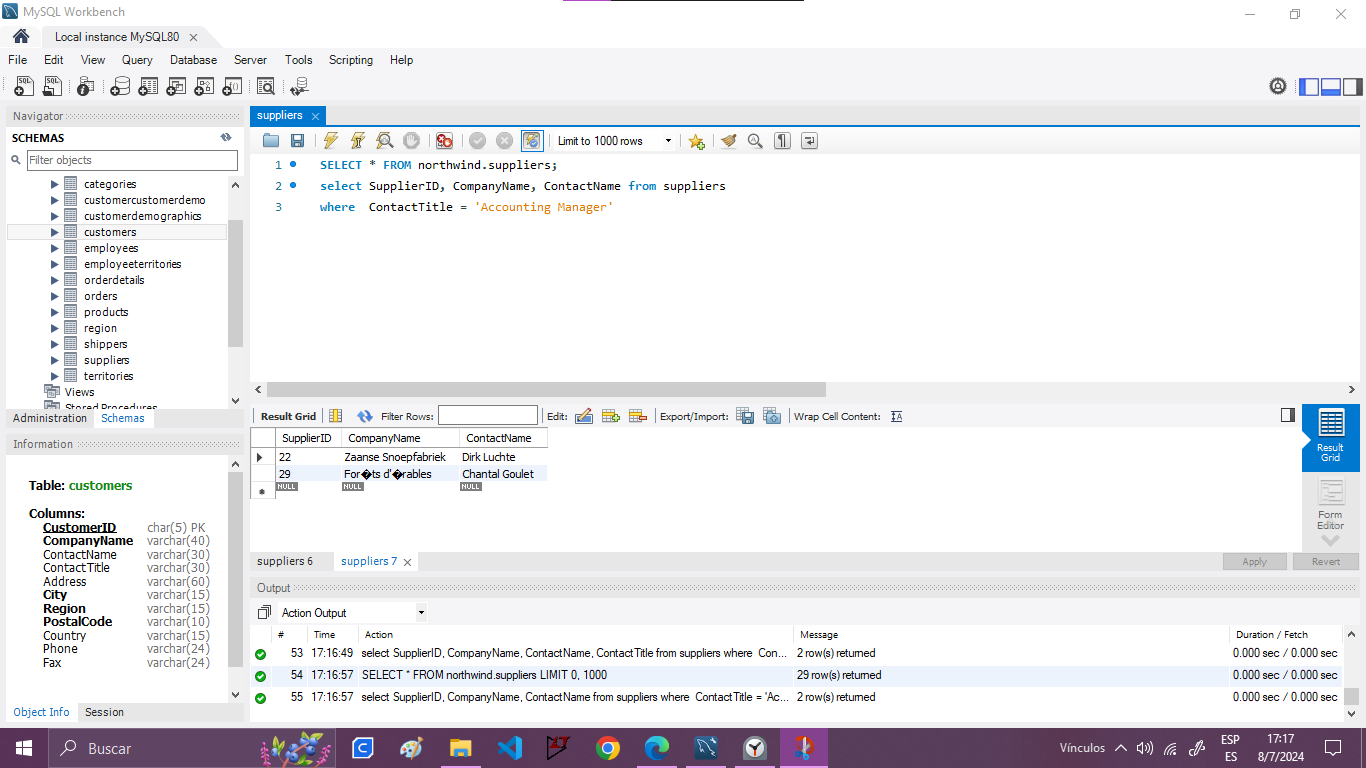 MySQL Workbench
Local instance MySQL80
File Edit View Query Database Server Tools Scripting Help
Navigator
SCHEMAS
Filter objects
categories
customercustomerdemo
customerdemographics
customers
employees
employeeterritories
orderdetails
orders
products
region
shippers
suppliers
territories
Views
Stored Procedures
Administration Schemas
Information
Table: customers
Columns:
CustomerID char(5) PK
CompanyName varchar(40)
ContactName varchar(30)
ContactTitle varchar(30)
Address varchar(60)
City varchar(15)
Region varchar(15)
PostalCode varchar(10)
Country varchar(15)
Phone varchar(24)
Fax varchar(24)
Object Info Session
suppliers
Limit to 1000 rows
1 SELECT * FROM northwind.suppliers;
2 select SupplierID, CompanyName, ContactName from suppliers
3 where  ContactTitle = 'Accounting Manager'
Result Grid Filter Rows: Edit: Export/Import: Wrap Cell Content:
SupplierID CompanyName ContactName
22 Zaanse Snoepfabriek Dirk Luchte
29 For�ts d'�rables Chantal Goulet
NULL NULL NULL
Result Grid
Form Editor
suppliers 6 suppliers 7 Apply Revert
Output
Action Output
# Time Action Message Duration / Fetch
53 17:16:49 select SupplierID, CompanyName, ContactName, ContactTitle from suppliers where  Con... 2 row(s) returned 0.000 sec / 0.000 sec
54 17:16:57 SELECT * FROM northwind.suppliers LIMIT 0, 1000 29 row(s) returned 0.000 sec / 0.000 sec
55 17:16:57 select SupplierID, CompanyName, ContactName from suppliers where  ContactTitle = 'Ac... 2 row(s) returned 0.000 sec / 0.000 sec
Buscar
Vínculos
ESP
ES
17:17
8/7/2024